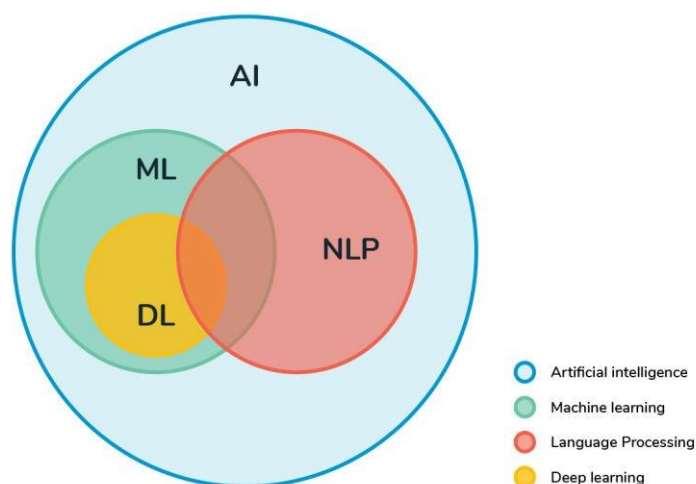 AI
ML
NLP
DL
Artificial intelligence
Machine learning
Language Processing
Deep learning